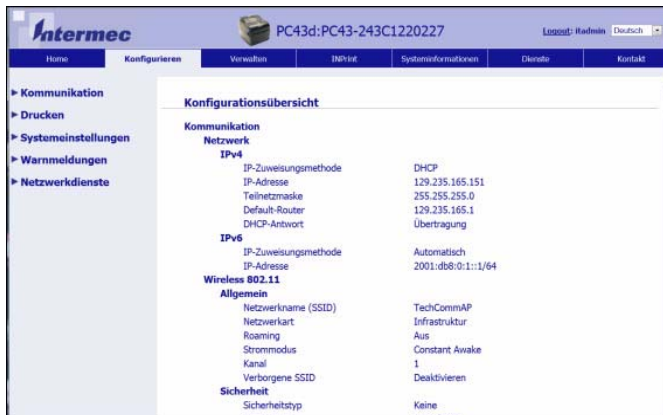 Intermec
PC43d:PC43-243C1220227
Logout: itadmin Deutsch
Home Konfigurieren Verwalten INPrint Systeminformationen Dienste Kontakt
Kommunikation
Drucken
Systemeinstellungen
Warnmeldungen
Netzwerkdienste
Konfigurationsübersicht
Kommunikation
Netzwerk
IPv4
IP-Zuweisungsmethode DHCP
IP-Adresse 129.235.165.151
Teilnetzmaske 255.255.255.0
Default-Router 129.235.165.1
DHCP-Antwort Übertragung
IPv6
IP-Zuweisungsmethode Automatisch
IP-Adresse 2001:db8:0:1::1/64
Wireless 802.11
Allgemein
Netzwerkname (SSID) TechCommAP
Netzwerkart Infrastruktur
Roaming Aus
Strommodus Constant Awake
Kanal 1
Verborgene SSID Deaktivieren
Sicherheit
Sicherheitstyp Keine